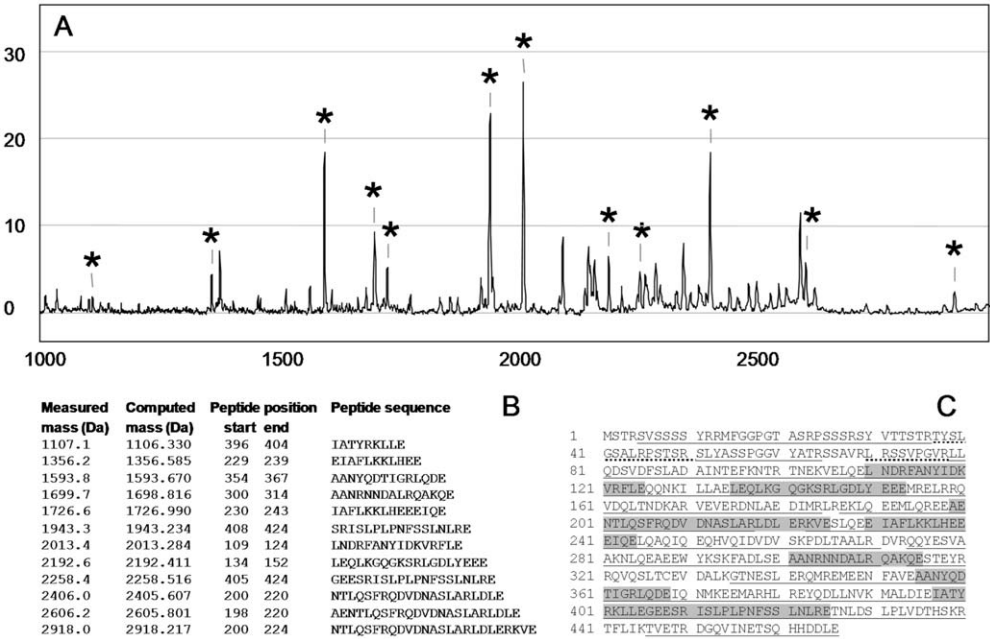 A
30
20
10
0
* * * * * * * * * * * *
1000 1500 2000 2500
B
C
Measured mass (Da) Computed mass (Da) Peptide position start end Peptide sequence
1107.1 1106.330 396 404 IATYRKLLE
1356.2 1356.585 229 239 EIAFLKKLHEE
1593.8 1593.670 354 367 AANYQDTIGRLQDE
1699.7 1698.816 300 314 AANRNNDALRQAKQE
1726.6 1726.990 230 243 IAFLKKLHEEEIQE
1943.3 1943.234 408 424 SRISLPLPNFSSLNLRE
2013.4 2013.284 109 124 LNDRFANYIDKVRFLE
2192.6 2192.411 134 152 LEQLKGQGKSRLGDLYEEE
2258.4 2258.516 405 424 GEESRISLPLPNFSSLNLRE
2406.0 2405.607 200 220 NTLQSFRQDVDNASLARLDLE
2606.2 2605.801 198 220 AENTLQSFRQDVDNASLARLDLE
2918.0 2918.217 200 224 NTLQSFRQDVDNASLARLDLERKVE
1 MSTRSVSSSS YRRMFGGPGT ASRPSSSRSY VTTSTRTYSL
41 GSALRPSTSR SLYASSPGGV YATRSSAVRL RSSVPGVRLL
81 QDSVDFSLAD AINTEFKNTR TNEKVELQEL NDRFANYIDK
121 VRFLEQQNKI LLAELEQLKG QGKSRLGDLY EEEMRELRRQ
161 VDQLTNDKAR VEVERDNLAE DIMRLREKLQ EEMLQREEAE
201 NTLQSFRQDV DNASLARLDL ERKVESLQEE IAFLKKLHEE
241 EIQELQAQIQ EQHVQIDVDV SKPDLTAALR DVRQQYESVA
281 AKNLQEAEEW YKSKFADLSE AANRNNDALR QAKQESTEYR
321 RQVQSLTCEV DALKGTNESL ERQMREMEEN FAVEAANYQD
361 TIGRLQDEIQ NMKEEMARHL REYQDLLNVK MALDIEIATY
401 RKLLEGEESR ISLPLPNFSS LNLRETNLDS LPLVDTHSKR
441 TFLIKTVETR DGQVINETSQ HHDDLE